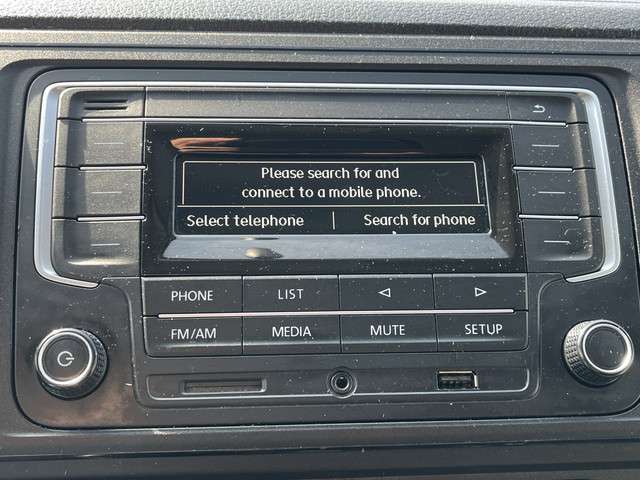 Please search for and
connect to a mobile phone.
Select telephone | Search for phone
PHONE LIST
FM/AM MEDIA MUTE SETUP